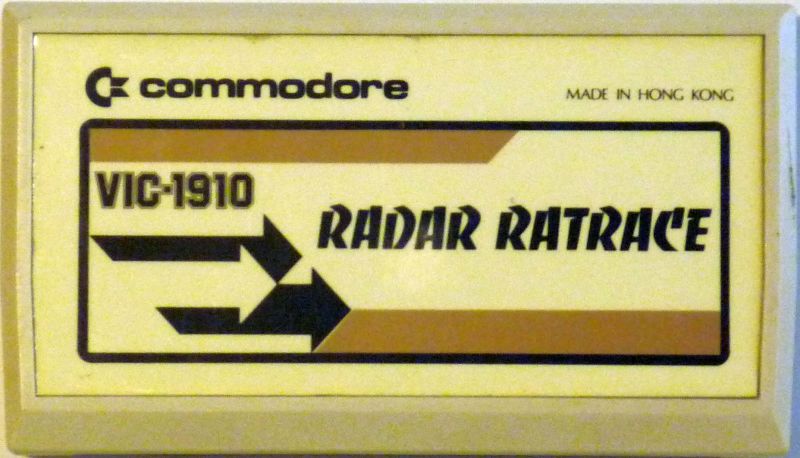 commodore
MADE IN HONG KONG
VIC-1910
RADAR RATRACE